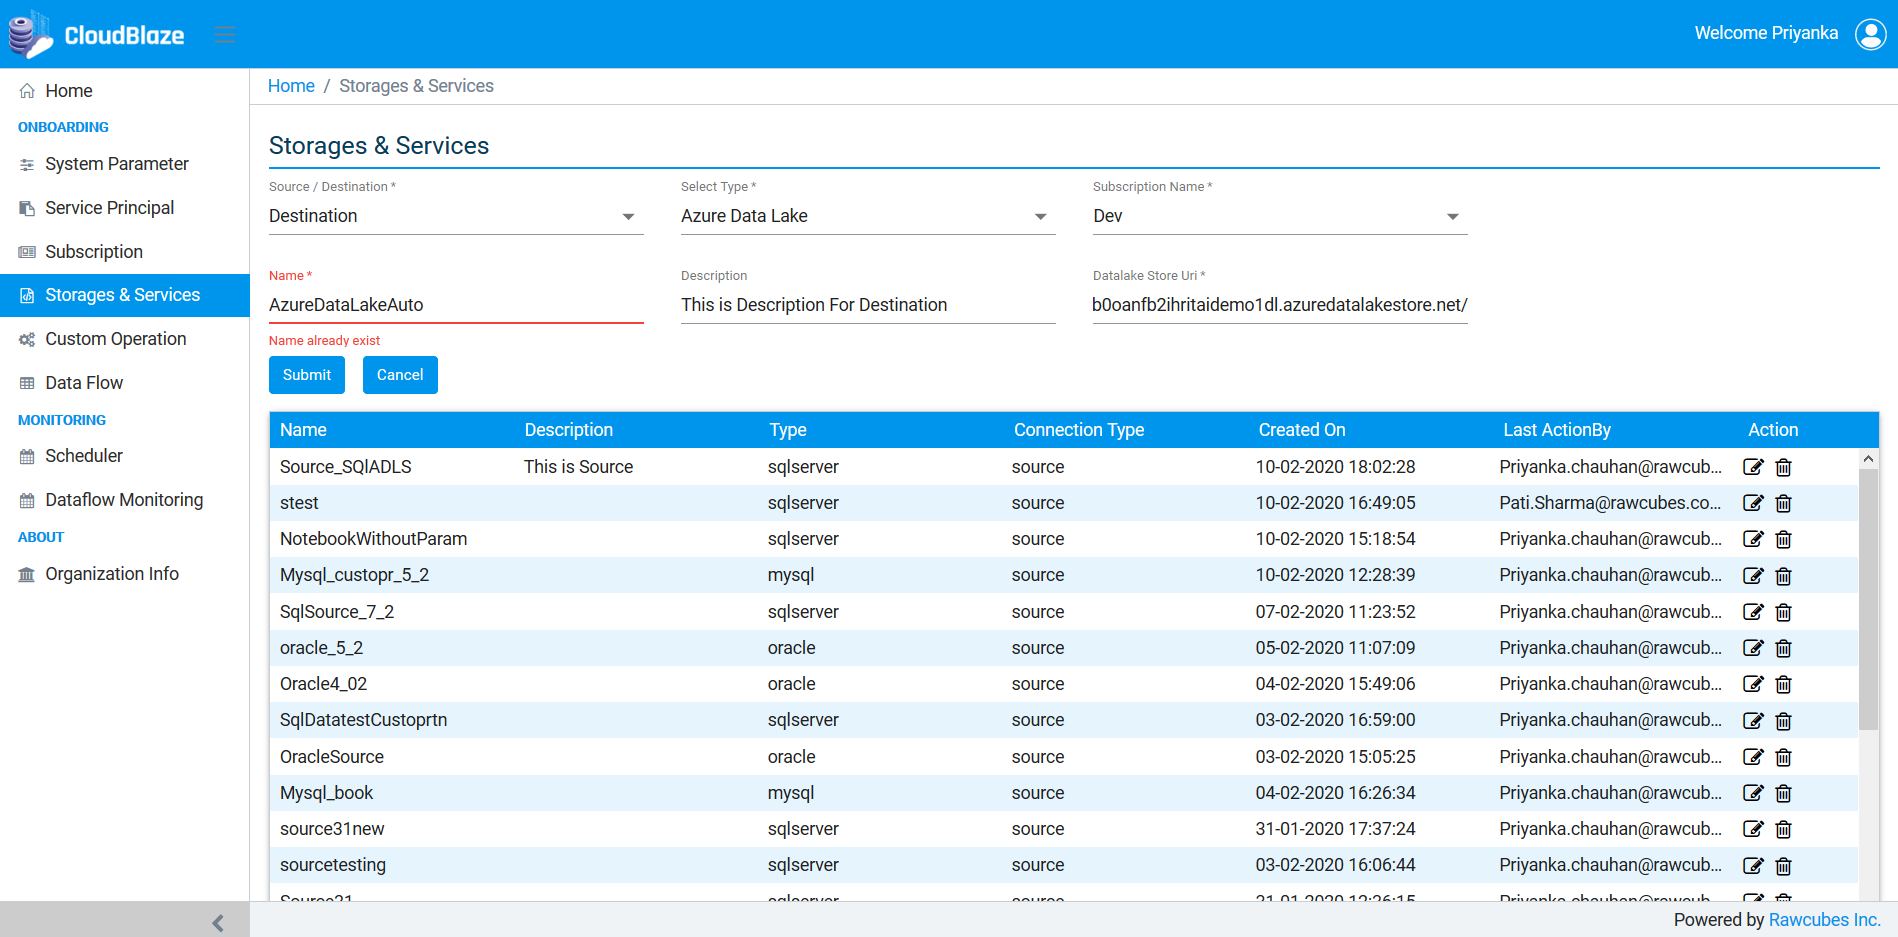 CloudBlaze
Welcome Priyanka
Home
ONBOARDING
System Parameter
Service Principal
Subscription
Storages & Services
Custom Operation
Data Flow
MONITORING
Scheduler
Dataflow Monitoring
ABOUT
Organization Info
Home / Storages & Services
Storages & Services
Source / Destination * Select Type * Subscription Name *
Destination Azure Data Lake Dev
Name * Description Datalake Store Uri *
AzureDataLakeAuto This is Description For Destination b0oanfb2ihritaidemo1dl.azuredatalakestore.net/
Name already exist
Submit Cancel
Name Description Type Connection Type Created On Last ActionBy Action
Source_SQlADLS This is Source sqlserver source 10-02-2020 18:02:28 Priyanka.chauhan@rawcub...
stest sqlserver source 10-02-2020 16:49:05 Pati.Sharma@rawcubes.co...
NotebookWithoutParam sqlserver source 10-02-2020 15:18:54 Priyanka.chauhan@rawcub...
Mysql_custopr_5_2 mysql source 10-02-2020 12:28:39 Priyanka.chauhan@rawcub...
SqlSource_7_2 sqlserver source 07-02-2020 11:23:52 Priyanka.chauhan@rawcub...
oracle_5_2 oracle source 05-02-2020 11:07:09 Priyanka.chauhan@rawcub...
Oracle4_02 oracle source 04-02-2020 15:49:06 Priyanka.chauhan@rawcub...
SqlDatatestCustoprtn sqlserver source 03-02-2020 16:59:00 Priyanka.chauhan@rawcub...
OracleSource oracle source 03-02-2020 15:05:25 Priyanka.chauhan@rawcub...
Mysql_book mysql source 04-02-2020 16:26:34 Priyanka.chauhan@rawcub...
source31new sqlserver source 31-01-2020 17:37:24 Priyanka.chauhan@rawcub...
sourcetesting sqlserver source 03-02-2020 16:06:44 Priyanka.chauhan@rawcub...
Source31 sqlserver source
Powered by Rawcubes Inc.